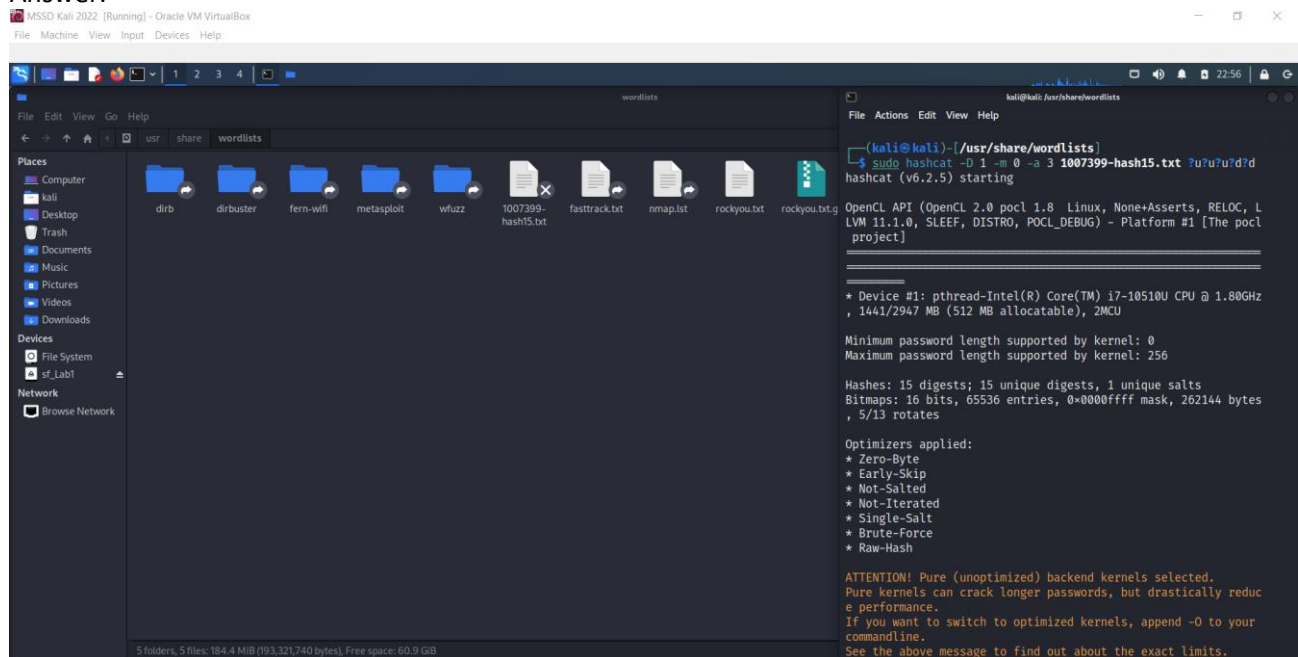 Answer:
MSSD Kali 2022 [Running] - Oracle VM VirtualBox
File Machine View Input Devices Help
1 2 3 4
22:56
wordlists
File Edit View Go Help
usr share wordlists
Places
Computer
kali
Desktop
Trash
Documents
Music
Pictures
Videos
Downloads
Devices
File System
sf_Lab1
Network
Browse Network
dirb
dirbuster
fern-wifi
metasploit
wfuzz
1007399-
hash15.txt
fasttrack.txt
nmap.lst
rockyou.txt
rockyou.txt.g
5 folders, 5 files: 184.4 MiB (193,321,740 bytes), Free space: 60.9 GiB
kali@kali: /usr/share/wordlists
File Actions Edit View Help
┌──(kali㉿kali)-[/usr/share/wordlists]
└─$ sudo hashcat -D 1 -m 0 -a 3 1007399-hash15.txt ?u?u?u?d?d
hashcat (v6.2.5) starting
OpenCL API (OpenCL 2.0 pocl 1.8 Linux, None+Asserts, RELOC, L
LVM 11.1.0, SLEEF, DISTRO, POCL_DEBUG) - Platform #1 [The pocl
project]
* Device #1: pthread-Intel(R) Core(TM) i7-10510U CPU @ 1.80GHz
, 1441/2947 MB (512 MB allocatable), 2MCU
Minimum password length supported by kernel: 0
Maximum password length supported by kernel: 256
Hashes: 15 digests; 15 unique digests, 1 unique salts
Bitmaps: 16 bits, 65536 entries, 0×0000ffff mask, 262144 bytes
, 5/13 rotates
Optimizers applied:
* Zero-Byte
* Early-Skip
* Not-Salted
* Not-Iterated
* Single-Salt
* Brute-Force
* Raw-Hash
ATTENTION! Pure (unoptimized) backend kernels selected.
Pure kernels can crack longer passwords, but drastically reduc
e performance.
If you want to switch to optimized kernels, append -O to your
commandline.
See the above message to find out about the exact limits.